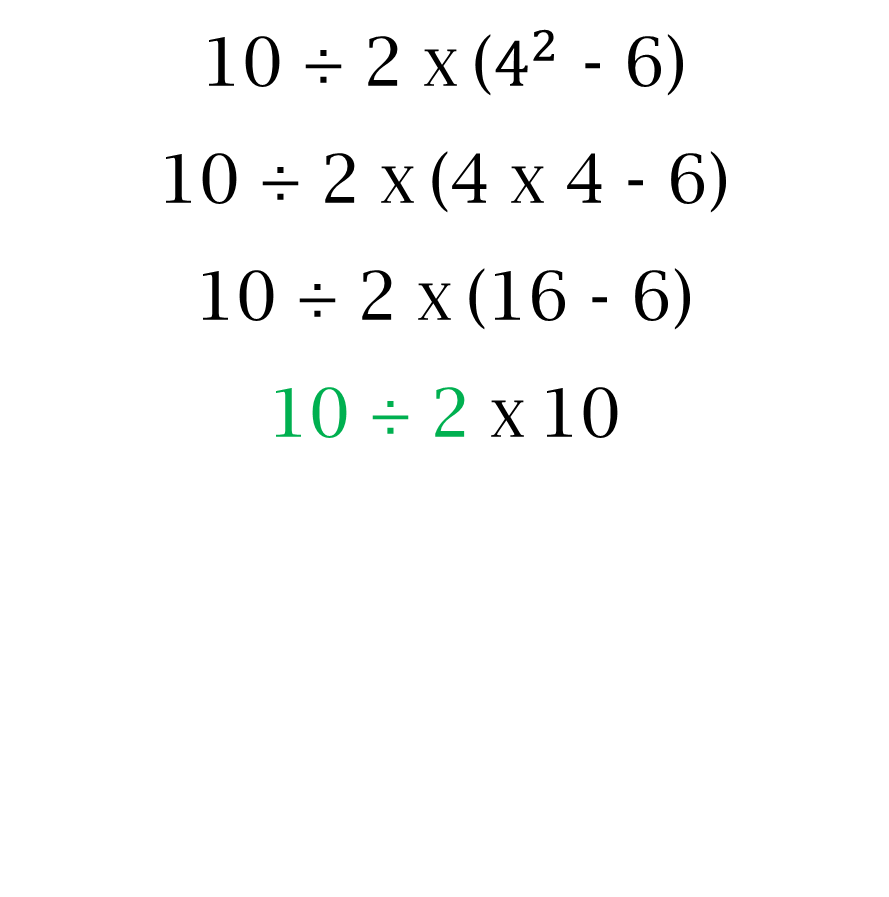 10 ÷ 2 x (4² - 6)
10 ÷ 2 x (4 x 4 - 6)
10 ÷ 2 x (16 - 6)
10 ÷ 2 x 10